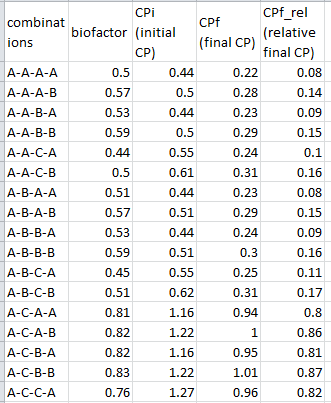 combinations biofactor CPi (initial CP) CPf (final CP) CPf_rel (relative final CP)
A-A-A-A 0.5 0.44 0.22 0.08
A-A-A-B 0.57 0.5 0.28 0.14
A-A-B-A 0.53 0.44 0.23 0.09
A-A-B-B 0.59 0.5 0.29 0.15
A-A-C-A 0.44 0.55 0.24 0.1
A-A-C-B 0.5 0.61 0.31 0.16
A-B-A-A 0.51 0.44 0.23 0.08
A-B-A-B 0.57 0.51 0.29 0.15
A-B-B-A 0.53 0.44 0.24 0.09
A-B-B-B 0.59 0.51 0.3 0.16
A-B-C-A 0.45 0.55 0.25 0.11
A-B-C-B 0.51 0.62 0.31 0.17
A-C-A-A 0.81 1.16 0.94 0.8
A-C-A-B 0.82 1.22 1 0.86
A-C-B-A 0.82 1.16 0.95 0.81
A-C-B-B 0.83 1.22 1.01 0.87
A-C-C-A 0.76 1.27 0.96 0.82